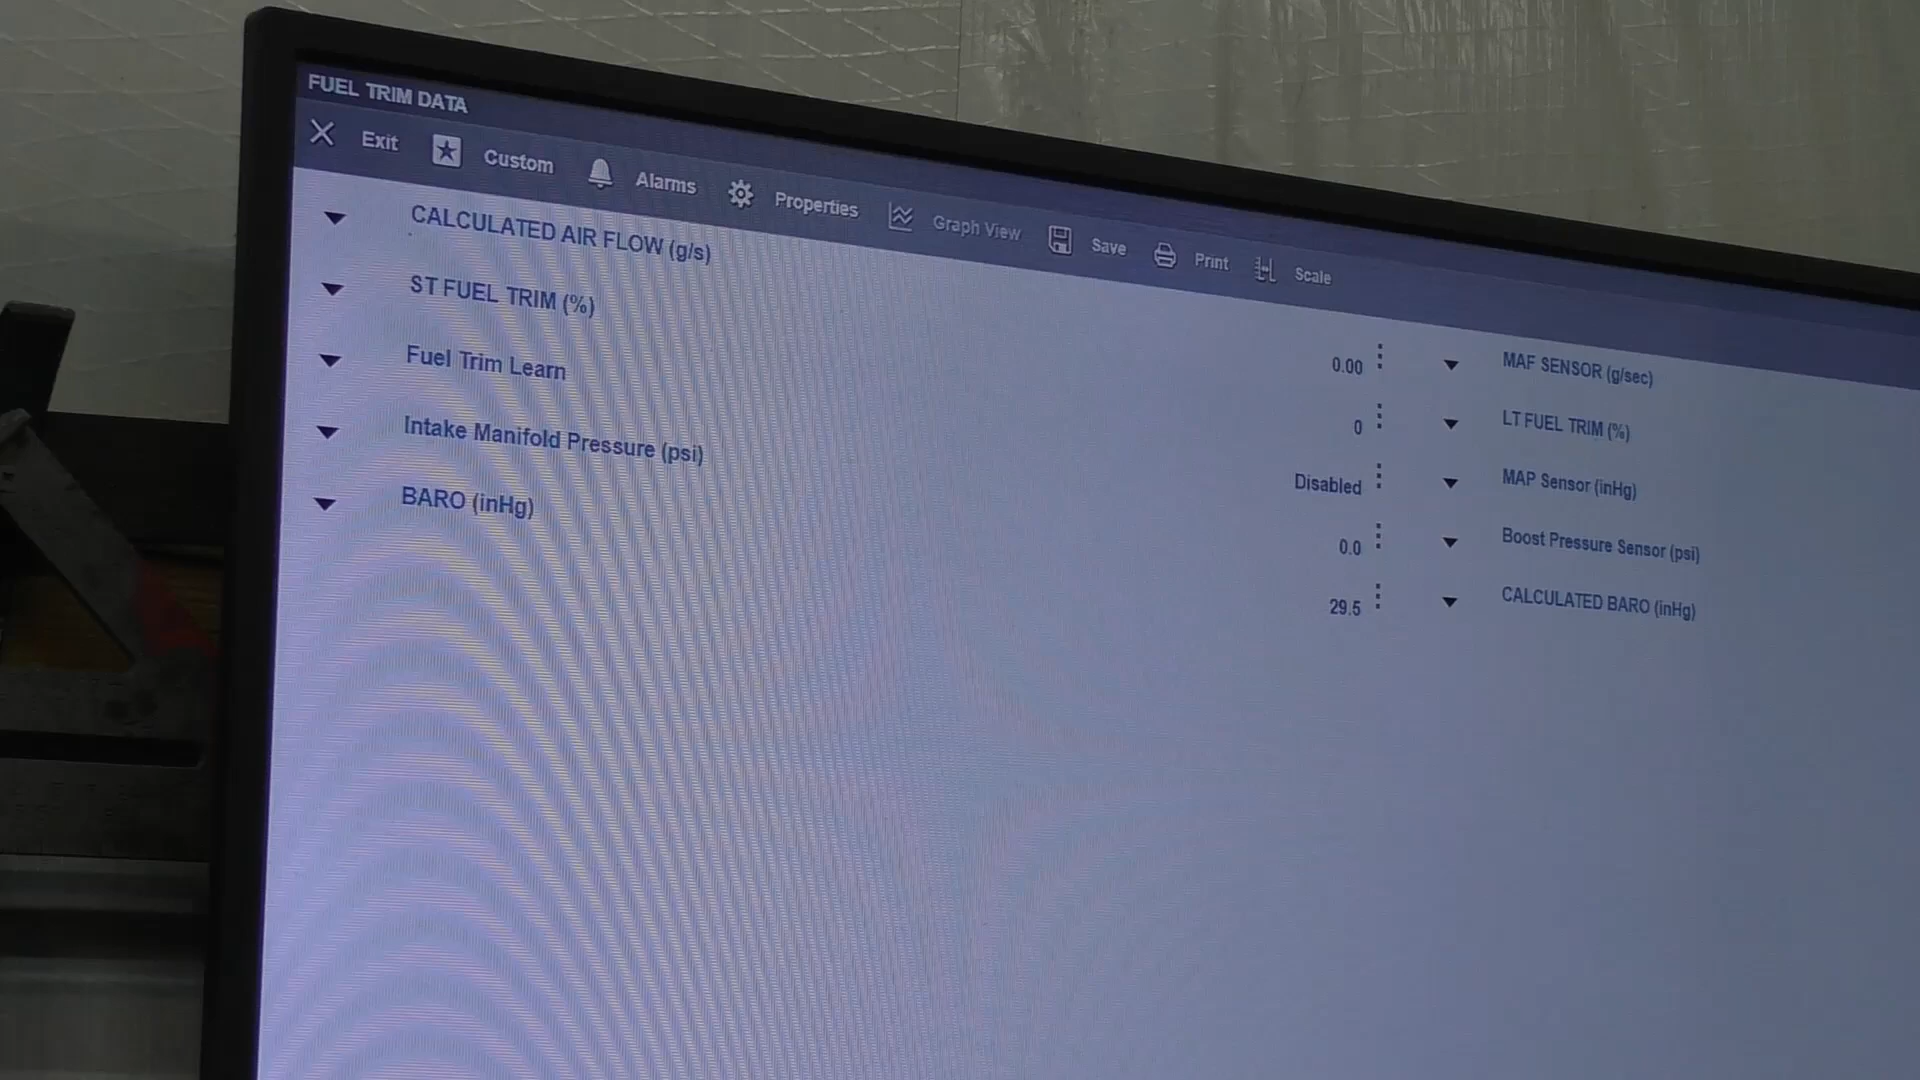 FUEL TRIM DATA
Exit Custom Alarms Properties Graph View Save Print Scale
CALCULATED AIR FLOW (g/s) 0.00 MAF SENSOR (g/sec)
ST FUEL TRIM (%) 0 LT FUEL TRIM (%)
Fuel Trim Learn Disabled MAP Sensor (inHg)
Intake Manifold Pressure (psi) 0.0 Boost Pressure Sensor (psi)
BARO (inHg) 29.5 CALCULATED BARO (inHg)